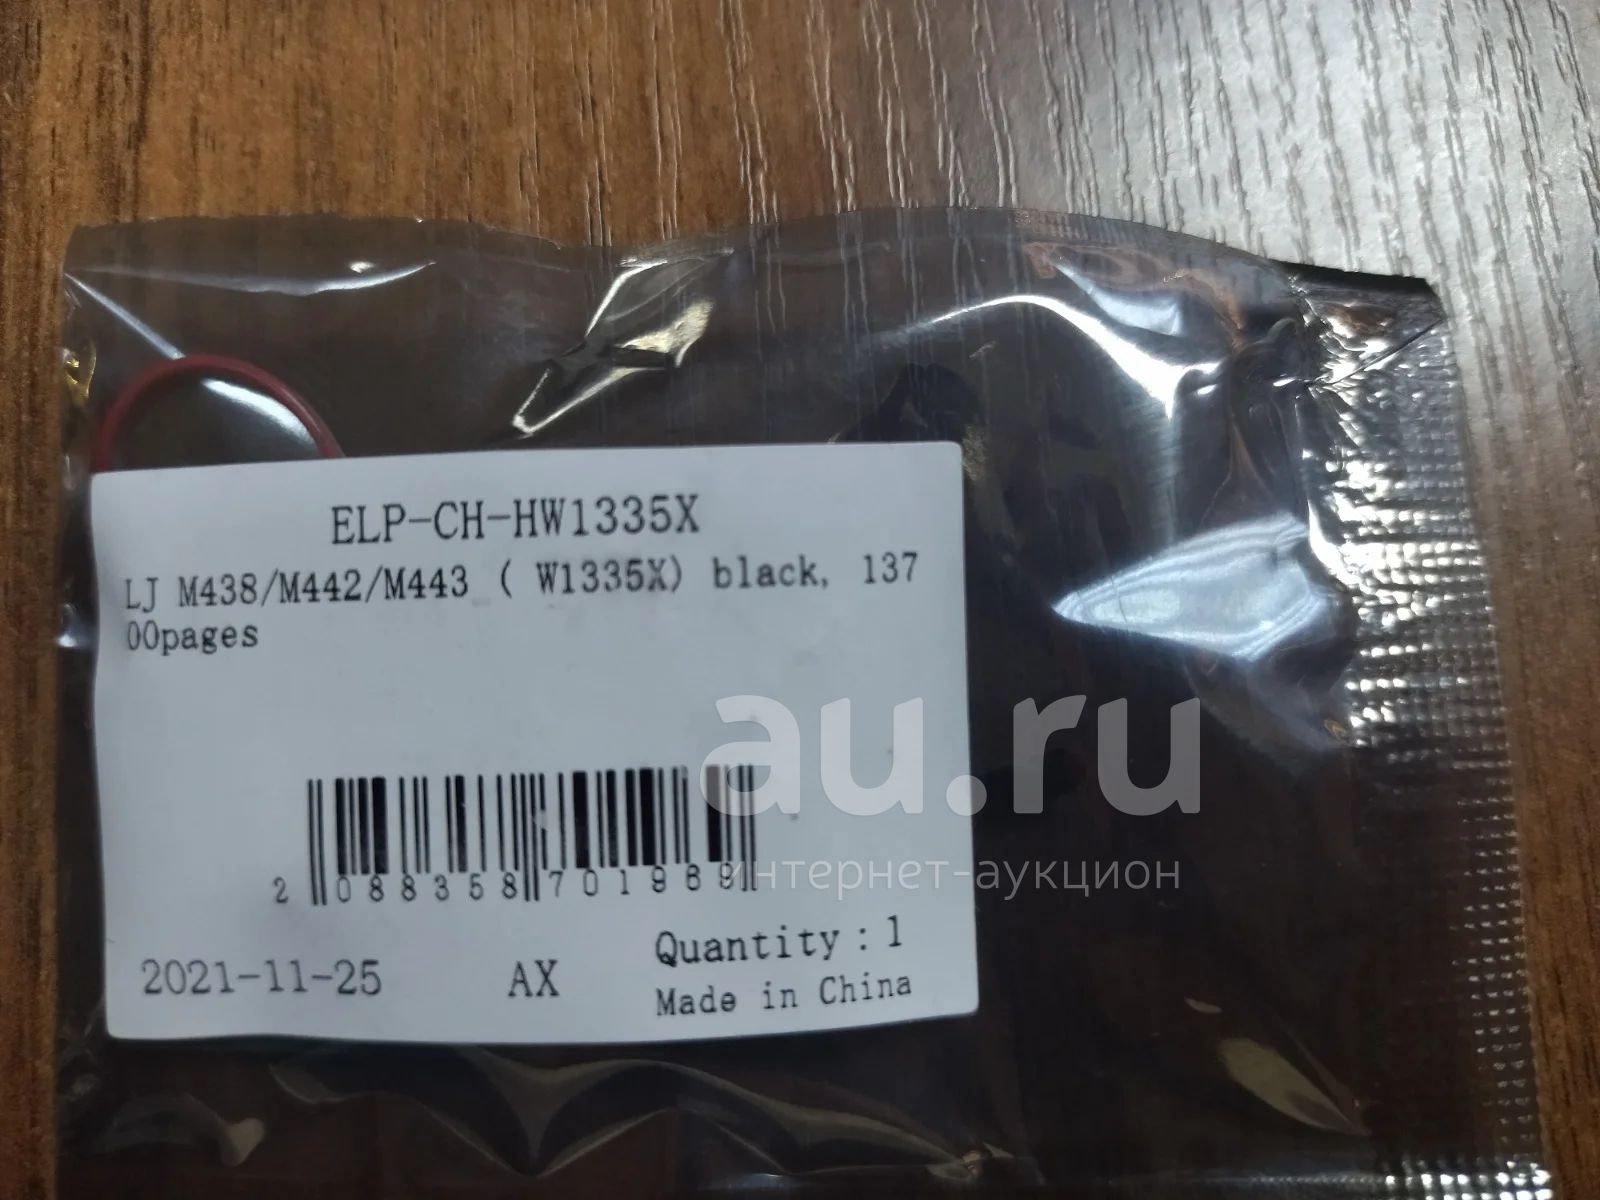 ELP-CH-HW1335X
LJ M438/M442/M443 ( W1335X) black, 137
00pages
au.ru
интернет-аукцион
2 088358 701969
2021-11-25 AX Quantity : 1
Made in China